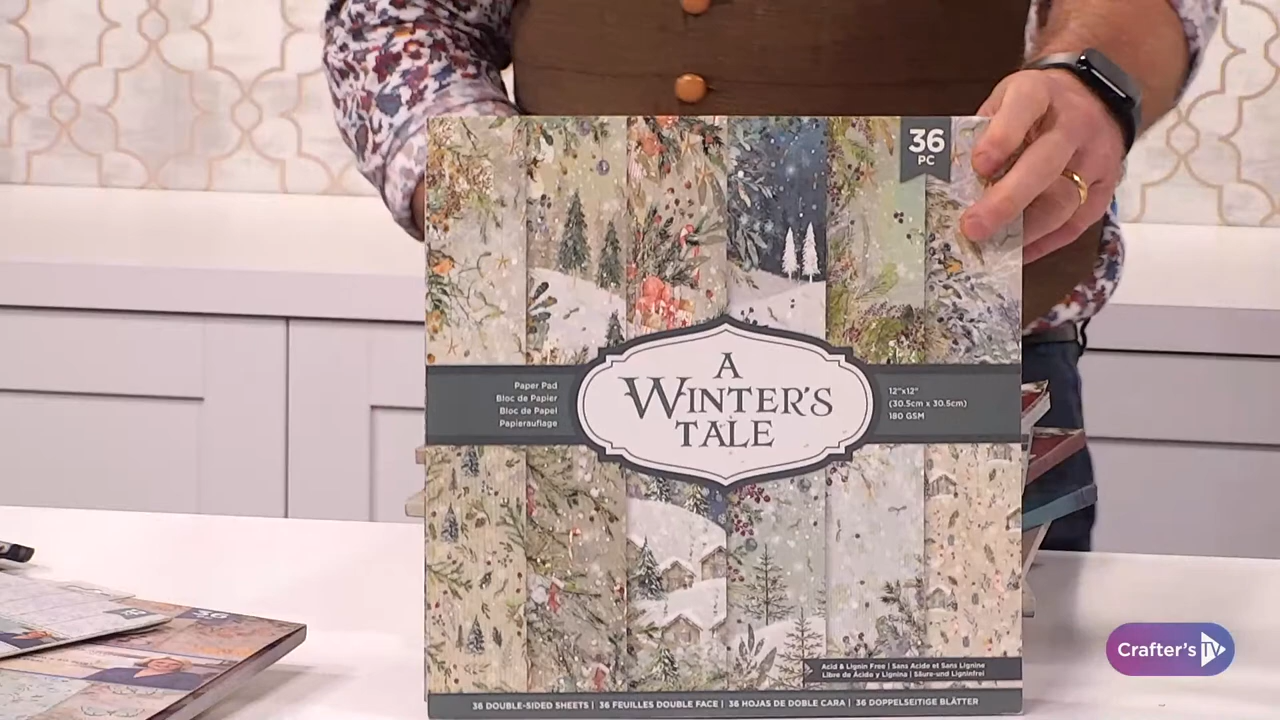 36
PC
A
WINTER'S
TALE
Paper Pad
Bloc de Papier
Bloc de Papel
Papierauflage
12"x12"
(30.5cm x 30.5cm)
180 GSM
Acid & Lignin Free | Sans Acide et Sans Lignine
Libre de Ácido y Lignina | Säure-und Ligninfrei
36 DOUBLE-SIDED SHEETS | 36 FEUILLES DOUBLE FACE | 36 HOJAS DE DOBLE CARA | 36 DOPPELSEITIGE BLÄTTER
36
Crafter's TV